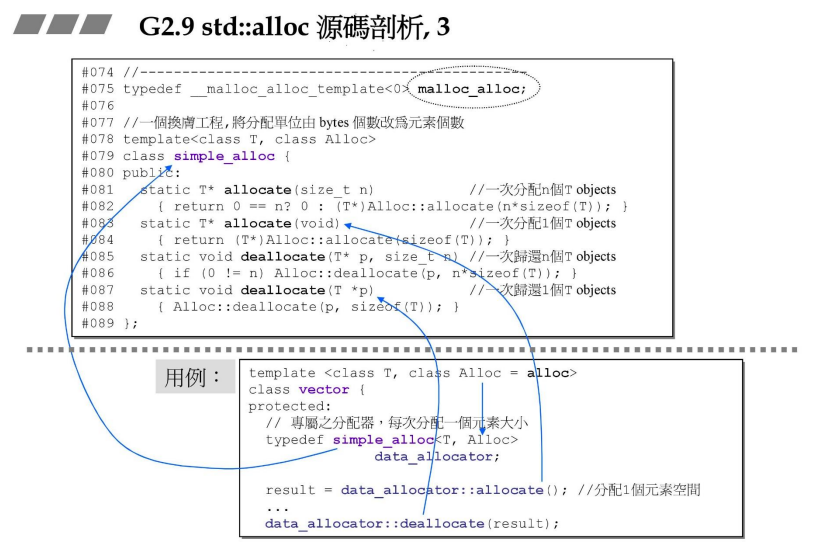 G2.9 std::alloc 源碼剖析, 3
#074 //----------------------------------------------
#075 typedef __malloc_alloc_template<0> malloc_alloc;
#076
#077 //一個換膚工程,將分配單位由 bytes 個數改爲元素個數
#078 template<class T, class Alloc>
#079 class simple_alloc {
#080 public:
#081   static T* allocate(size_t n)           //一次分配n個T objects
#082     { return 0 == n? 0 : (T*)Alloc::allocate(n*sizeof(T)); }
#083   static T* allocate(void)               //一次分配1個T objects
#084     { return (T*)Alloc::allocate(sizeof(T)); }
#085   static void deallocate(T* p, size_t n) //一次歸還n個T objects
#086     { if (0 != n) Alloc::deallocate(p, n*sizeof(T)); }
#087   static void deallocate(T *p)           //一次歸還1個T objects
#088     { Alloc::deallocate(p, sizeof(T)); }
#089 };
用例：
template <class T, class Alloc = alloc>
class vector {
protected:
  // 專屬之分配器，每次分配一個元素大小
  typedef simple_alloc<T, Alloc>
               data_allocator;
  result = data_allocator::allocate(); //分配1個元素空間
  ...
  data_allocator::deallocate(result);